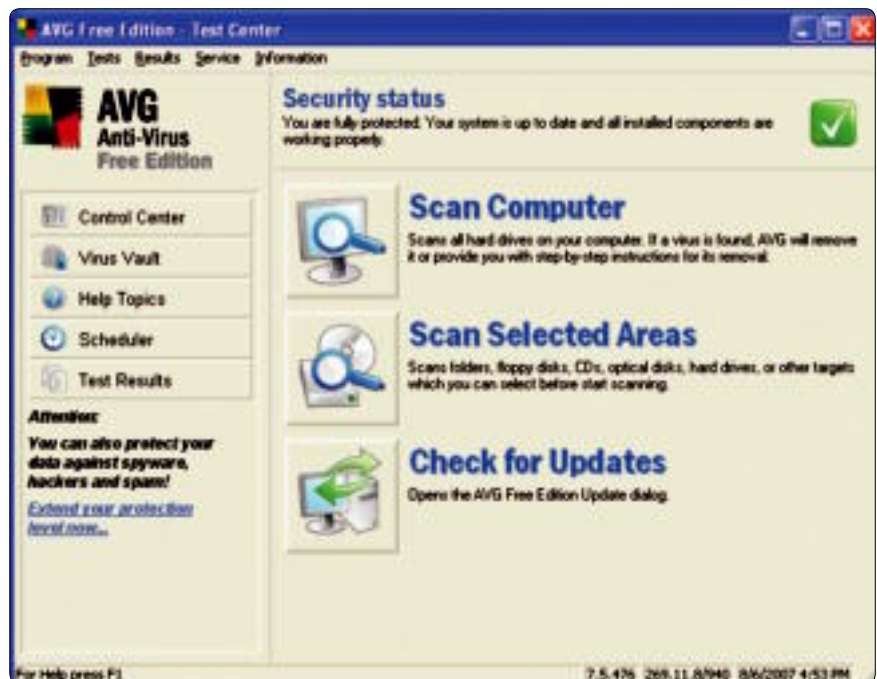 AVG Free Edition - Test Center
Program Tests Results Service Information
AVG
Anti-Virus
Free Edition
Control Center
Virus Vault
Help Topics
Scheduler
Test Results
Attention:
You can also protect your
data against spyware,
hackers and spam!
Extend your protection
level now...
Security status
You are fully protected. Your system is up to date and all installed components are
working properly.
Scan Computer
Scans all hard drives on your computer. If a virus is found, AVG will remove
it or provide you with step-by-step instructions for its removal.
Scan Selected Areas
Scans folders, floppy disks, CDs, optical disks, hard drives, or other targets
which you can select before start scanning.
Check for Updates
Opens the AVG Free Edition Update dialog.
For Help press F1
7.5.476 269.11.8/940 8/6/2007 4:53 PM